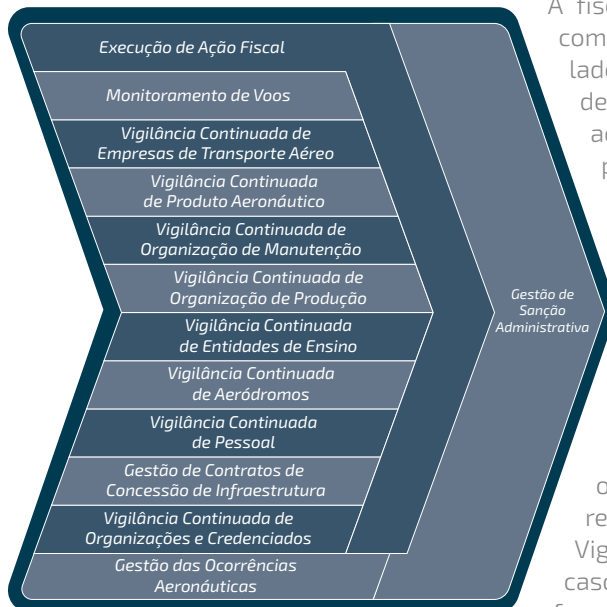 Execução de Ação Fiscal
Monitoramento de Voos
Vigilância Continuada de
Empresas de Transporte Aéreo
Vigilância Continuada
de Produto Aeronáutico
Vigilância Continuada de
Organização de Manutenção
Vigilância Continuada de
Organização de Produção
Vigilância Continuada
de Entidades de Ensino
Vigilância Continuada
de Aeródromos
Vigilância Continuada
de Pessoal
Gestão de Contratos de
Concessão de Infraestrutura
Vigilância Continuada de
Organizações e Credenciados
Gestão das Ocorrências
Aeronáuticas
Gestão de
Sanção
Administrativa
A
com
de